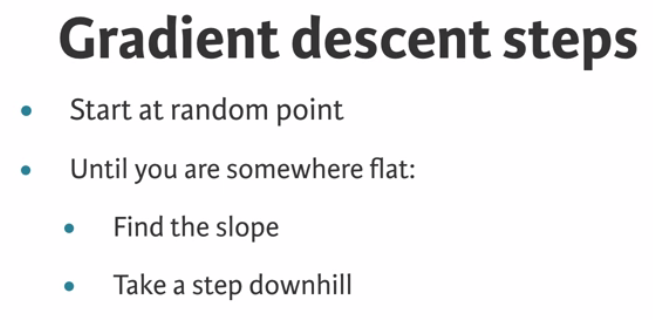 Gradient descent steps
Start at random point
Until you are somewhere flat:
Find the slope
Take a step downhill